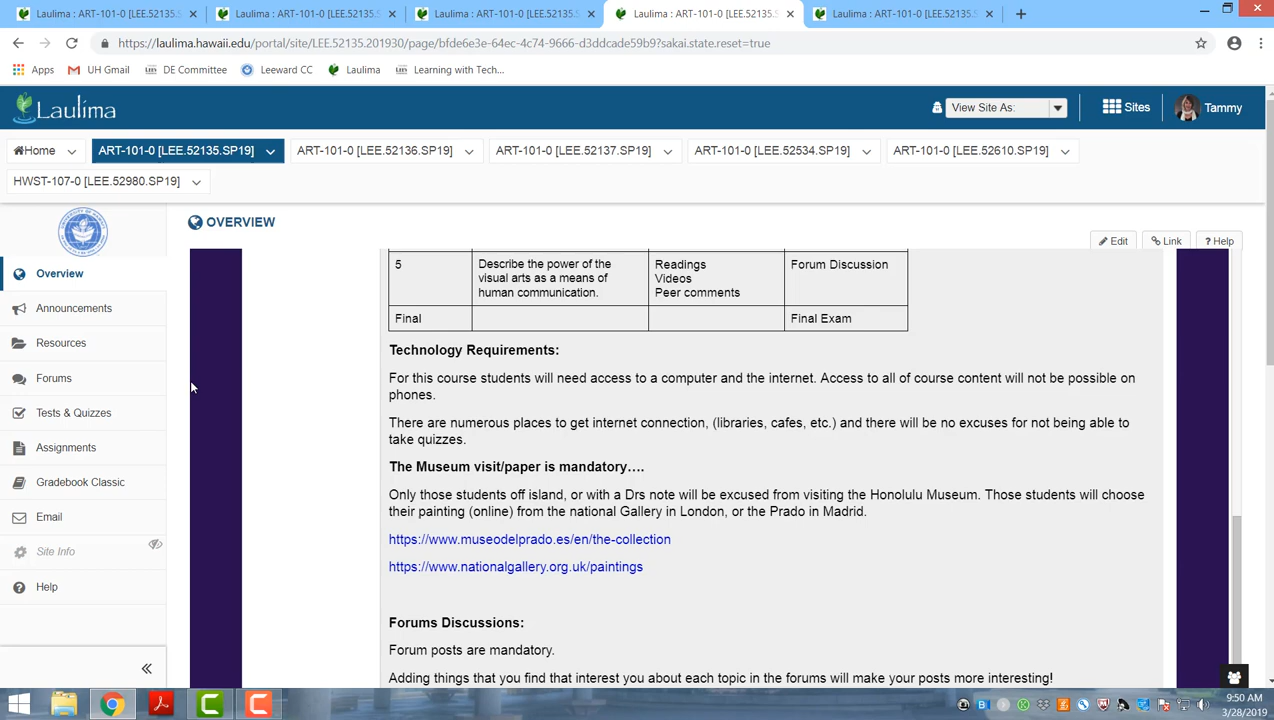 Laulima : ART-101-0 [LEE.52135.
Laulima : ART-101-0 [LEE.52135.S
Laulima : ART-101-0 [LEE.52135.S
Laulima : ART-101-0 [LEE.52135.
Laulima : ART-101-0 [LEE.52135.S
https://laulima.hawaii.edu/portal/site/LEE.52135.201930/page/bfde6e3e-64ec-4c74-9666-d3ddcade59b9?sakai.state.reset=true
Apps UH Gmail DE Committee Leeward CC Laulima Learning with Tech...
Laulima
View Site As:
Sites
Tammy
Home ART-101-0 [LEE.52135.SP19] ART-101-0 [LEE.52136.SP19] ART-101-0 [LEE.52137.SP19] ART-101-0 [LEE.52534.SP19] ART-101-0 [LEE.52610.SP19]
HWST-107-0 [LEE.52980.SP19]
OVERVIEW
Edit Link ? Help
Overview
Announcements
Resources
Forums
Tests & Quizzes
Assignments
Gradebook Classic
Email
Site Info
Help
5
Describe the power of the
visual arts as a means of
human communication.
Readings
Videos
Peer comments
Forum Discussion
Final
Final Exam
Technology Requirements:
For this course students will need access to a computer and the internet. Access to all of course content will not be possible on
phones.
There are numerous places to get internet connection, (libraries, cafes, etc.) and there will be no excuses for not being able to
take quizzes.
The Museum visit/paper is mandatory….
Only those students off island, or with a Drs note will be excused from visiting the Honolulu Museum. Those students will choose
their painting (online) from the national Gallery in London, or the Prado in Madrid.
https://www.museodelprado.es/en/the-collection
https://www.nationalgallery.org.uk/paintings
Forums Discussions:
Forum posts are mandatory.
Adding things that you find that interest you about each topic in the forums will make your posts more interesting!
9:50 AM
3/28/2019